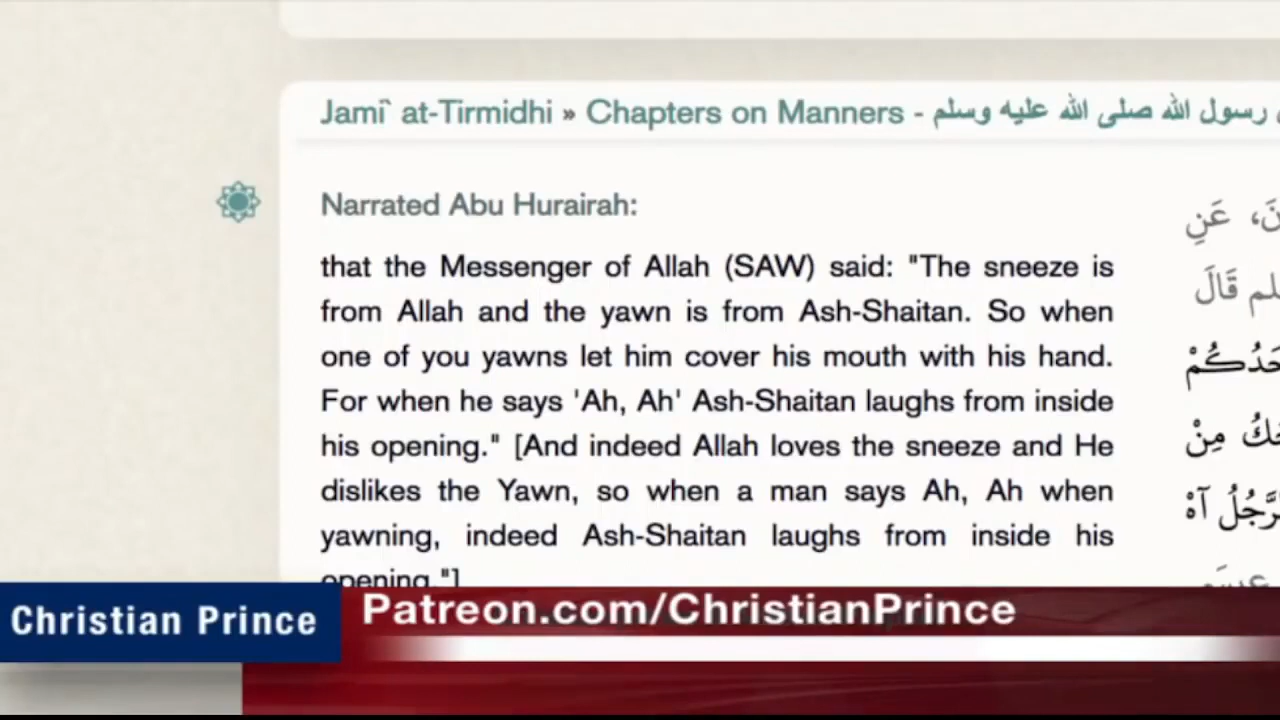 Jami` at-Tirmidhi » Chapters on Manners - رسول الله صلى الله عليه وسلم
Narrated Abu Hurairah:
that the Messenger of Allah (SAW) said: "The sneeze is
from Allah and the yawn is from Ash-Shaitan. So when
one of you yawns let him cover his mouth with his hand.
For when he says 'Ah, Ah' Ash-Shaitan laughs from inside
his opening." [And indeed Allah loves the sneeze and He
dislikes the Yawn, so when a man says Ah, Ah when
yawning, indeed Ash-Shaitan laughs from inside his
opening."]
عَنِ
قَالَ
مِنْ
آهْ
Christian Prince
Patreon.com/ChristianPrince